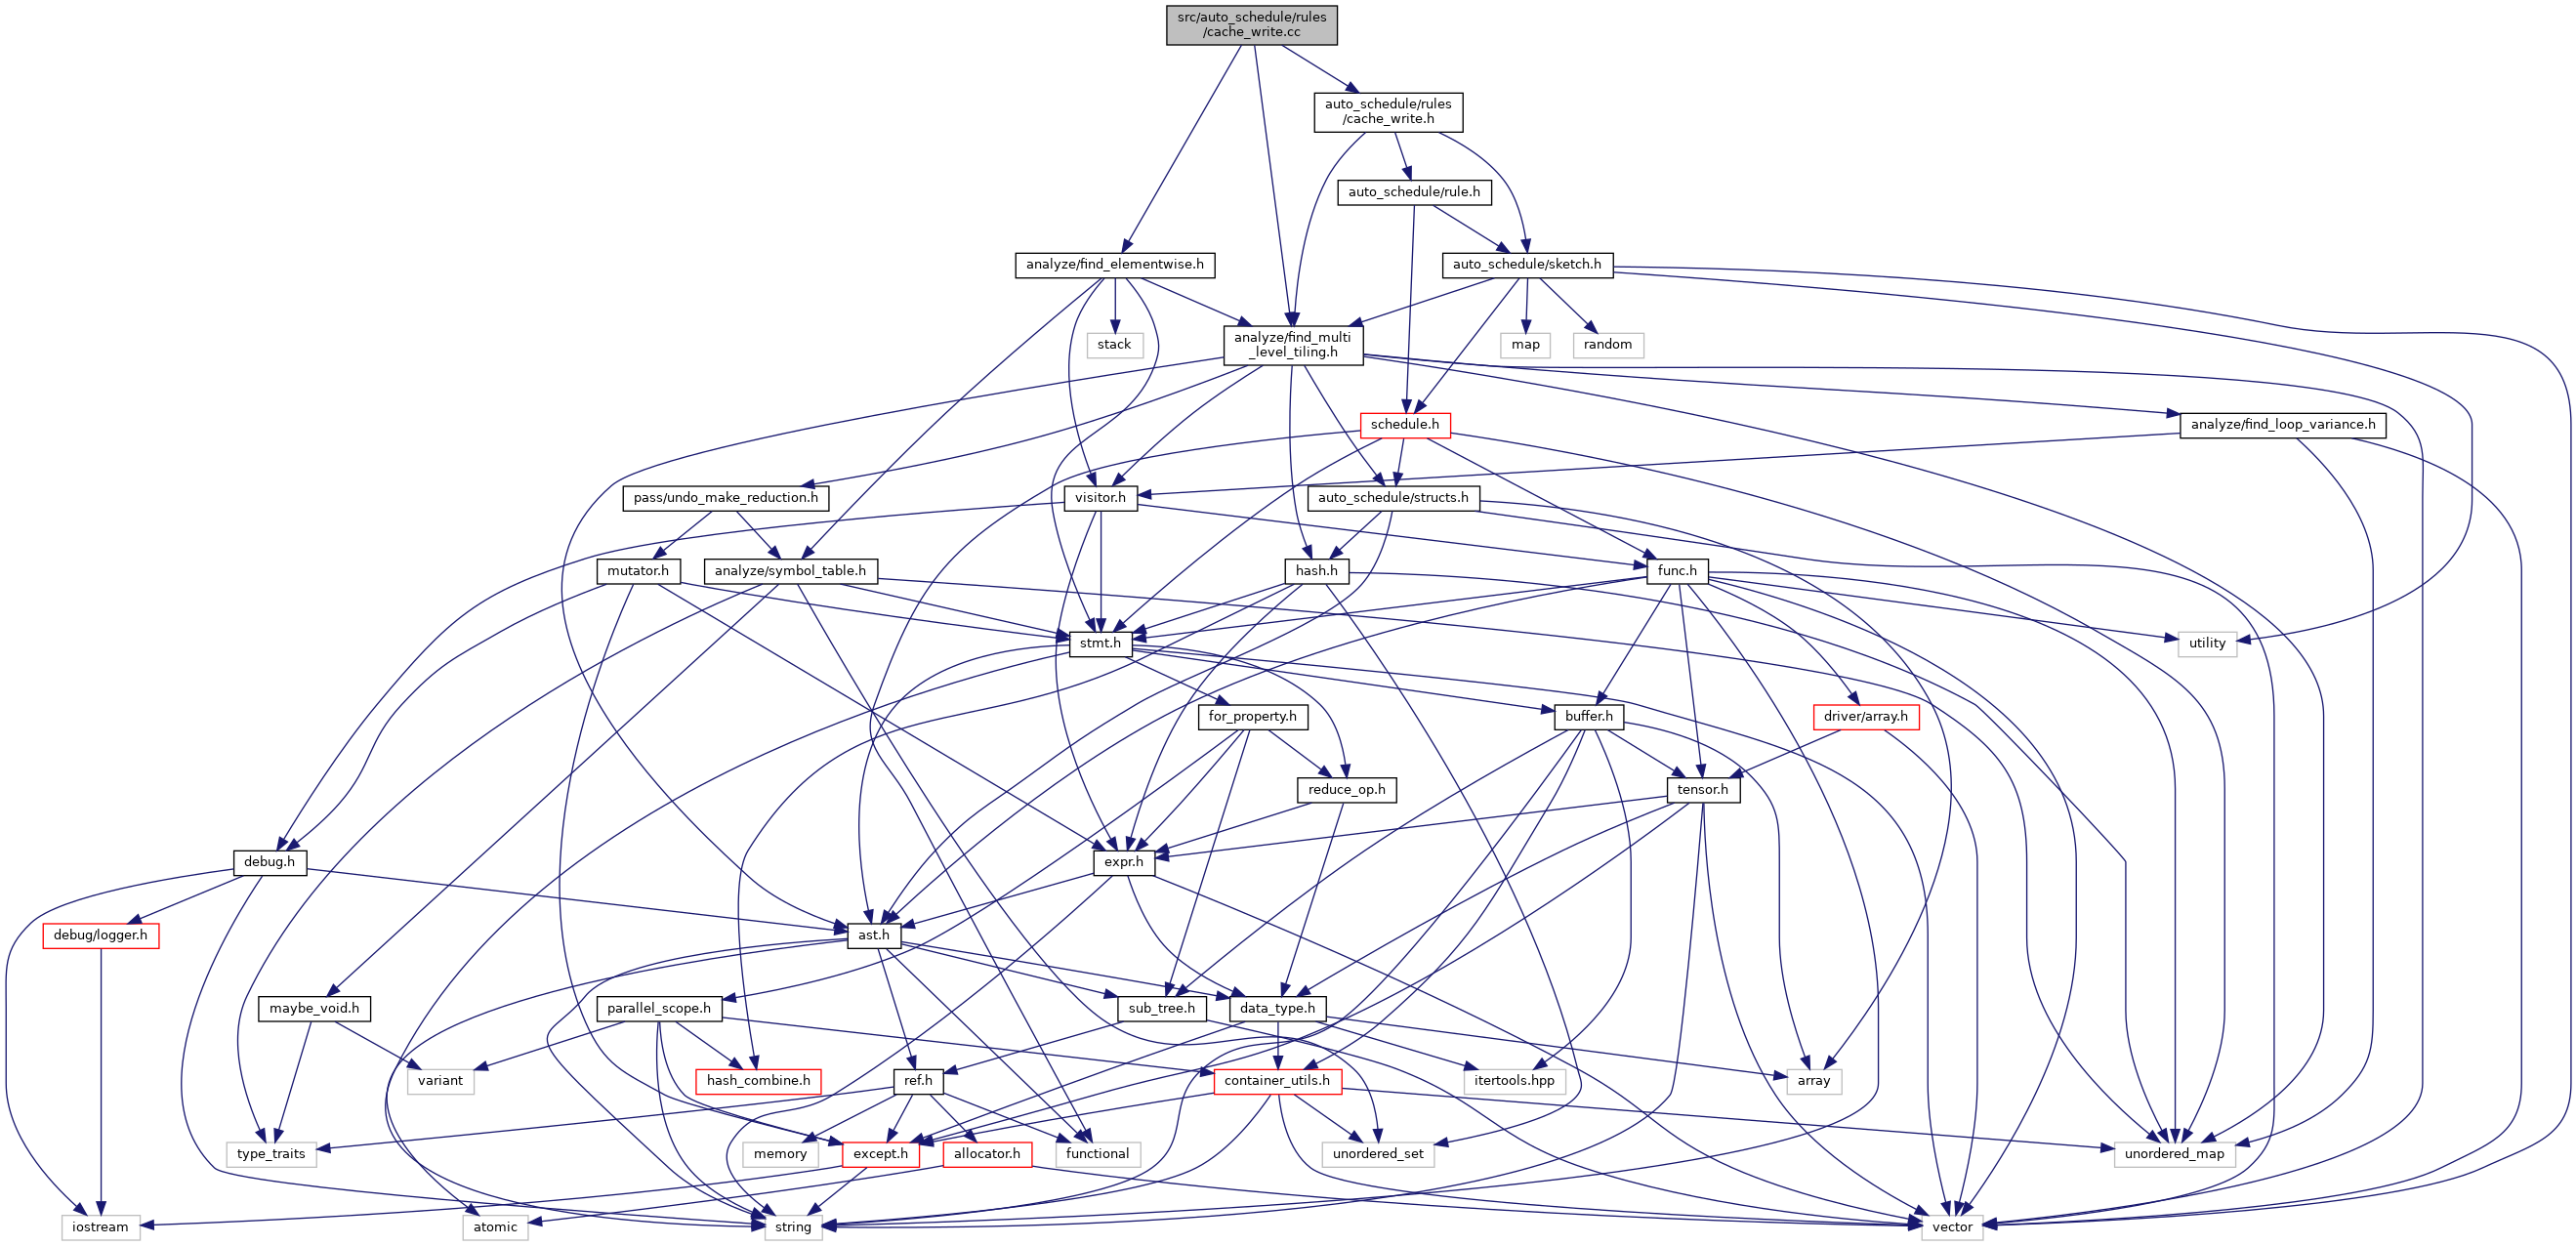 src/auto_schedule/rules
/cache_write.cc
auto_schedule/rules
/cache_write.h
auto_schedule/rule.h
analyze/find_elementwise.h
auto_schedule/sketch.h
stack
analyze/find_multi
_level_tiling.h
map
random
schedule.h
analyze/find_loop_variance.h
pass/undo_make_reduction.h
visitor.h
auto_schedule/structs.h
mutator.h
analyze/symbol_table.h
hash.h
func.h
stmt.h
utility
for_property.h
buffer.h
driver/array.h
reduce_op.h
tensor.h
debug.h
expr.h
debug/logger.h
ast.h
maybe_void.h
parallel_scope.h
sub_tree.h
data_type.h
variant
hash_combine.h
ref.h
container_utils.h
itertools.hpp
array
type_traits
memory
except.h
allocator.h
functional
unordered_set
unordered_map
iostream
atomic
string
vector